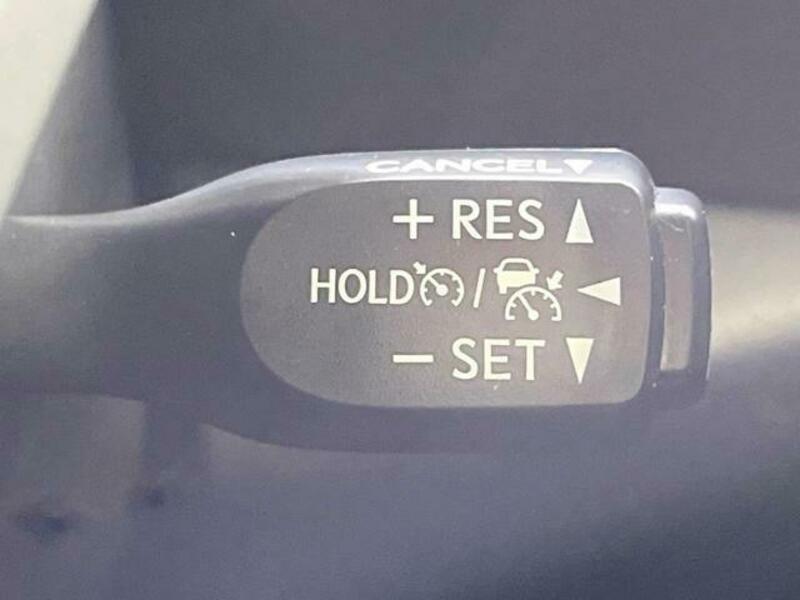 CANCEL▼
+ RES ▲
HOLD / ◀
− SET ▼